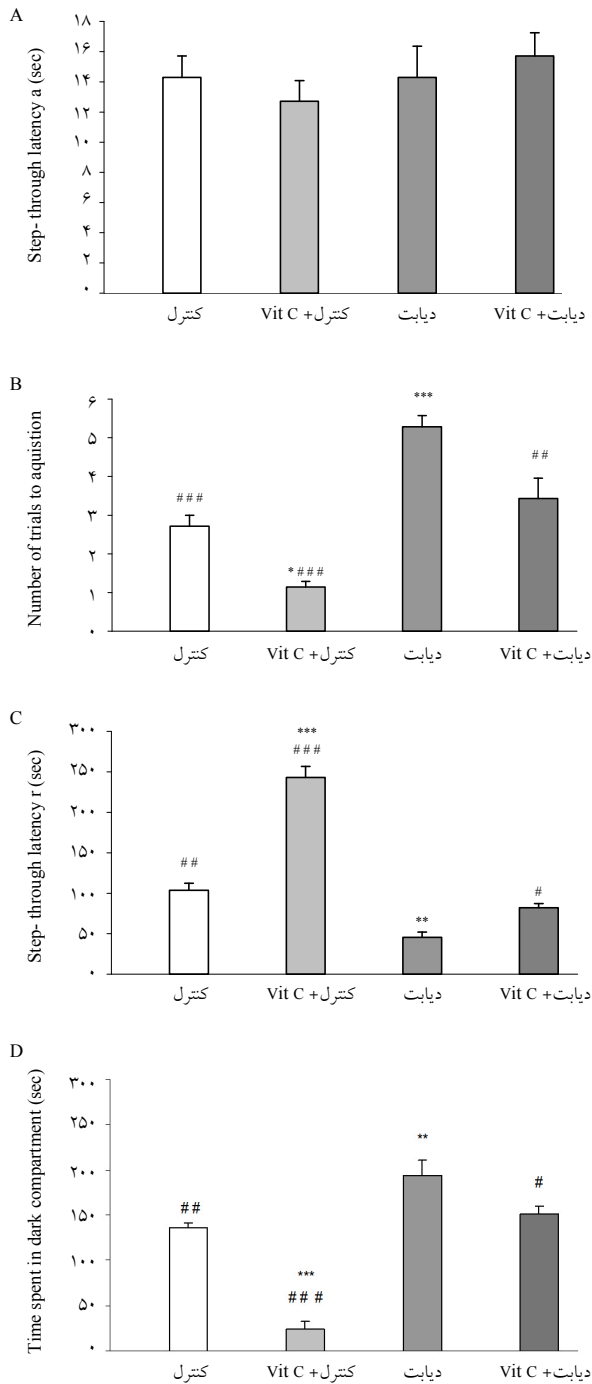 A
Step- through latency a (sec)
۱۸
۱۶
۱۴
۱۲
۱۰
۸
۶
۴
۲
۰
کنترل
Vit C +کنترل
دیابت
Vit C +دیابت
B
Number of trials to aquistion
۶
۵
۴
۳
۲
۱
۰
# # #
* # # #
***
# #
کنترل
Vit C +کنترل
دیابت
Vit C +دیابت
C
Step- through latency r (sec)
۳۰۰
۲۵۰
۲۰۰
۱۵۰
۱۰۰
۵۰
۰
# #
***
# # #
**
#
کنترل
Vit C +کنترل
دیابت
Vit C +دیابت
D
Time spent in dark compartment (sec)
۳۰۰
۲۵۰
۲۰۰
۱۵۰
۱۰۰
۵۰
۰
# #
***
# # #
**
#
کنترل
Vit C +کنترل
دیابت
Vit C +دیابت